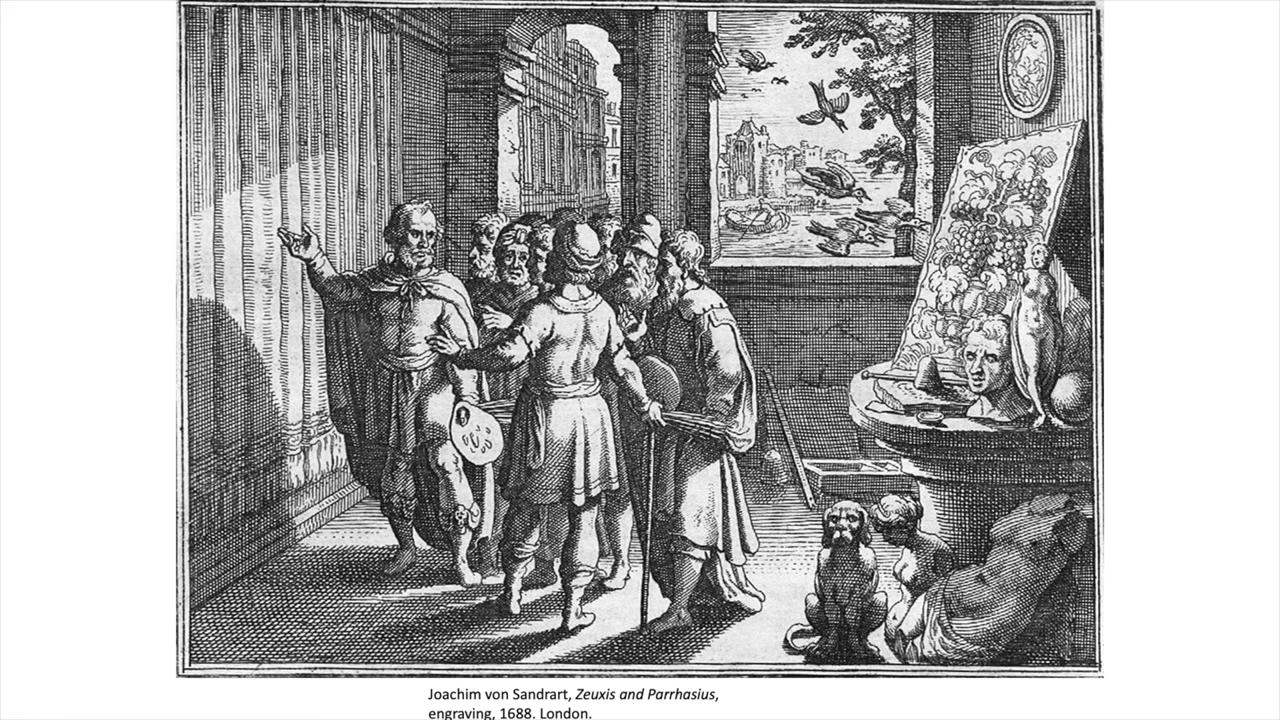 Joachim von Sandrart, Zeuxis and Parrhasius,
engraving, 1688. London.